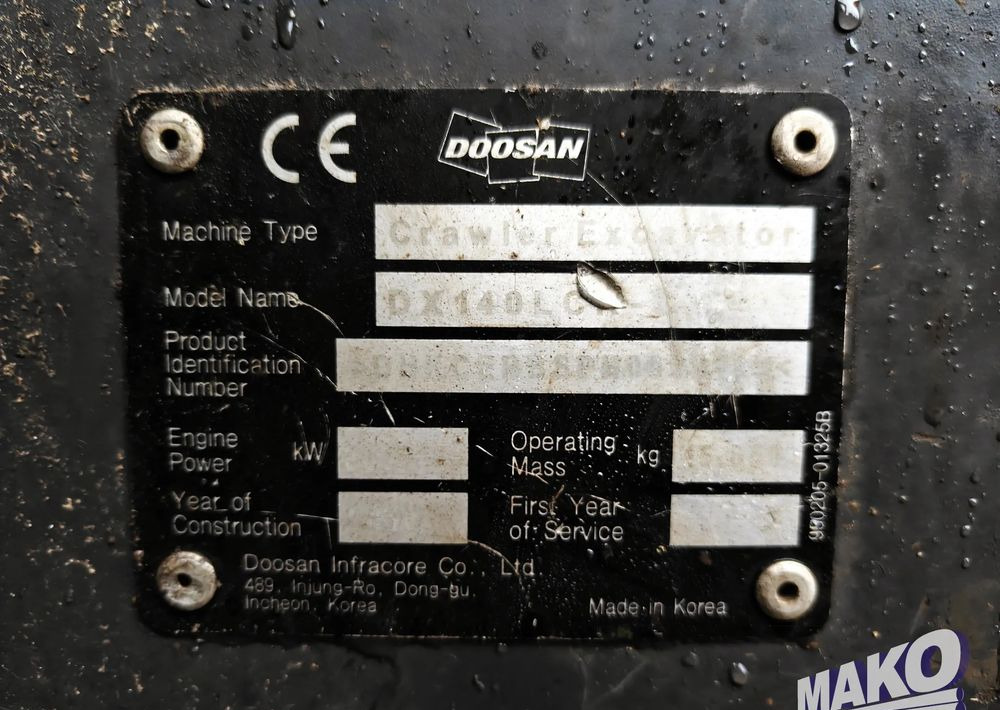 CE
DOOSAN
Machine Type Crawler Excavator
Model Name DX140LC
Product
Identification
Number
Engine
Power kW
Operating
Mass kg
Year of
Construction
First Year
of Service
Doosan Infracore Co., Ltd
489, Injung-Ro, Dong-gu,
Incheon, Korea
Made in Korea
990205-01325B
MAKO